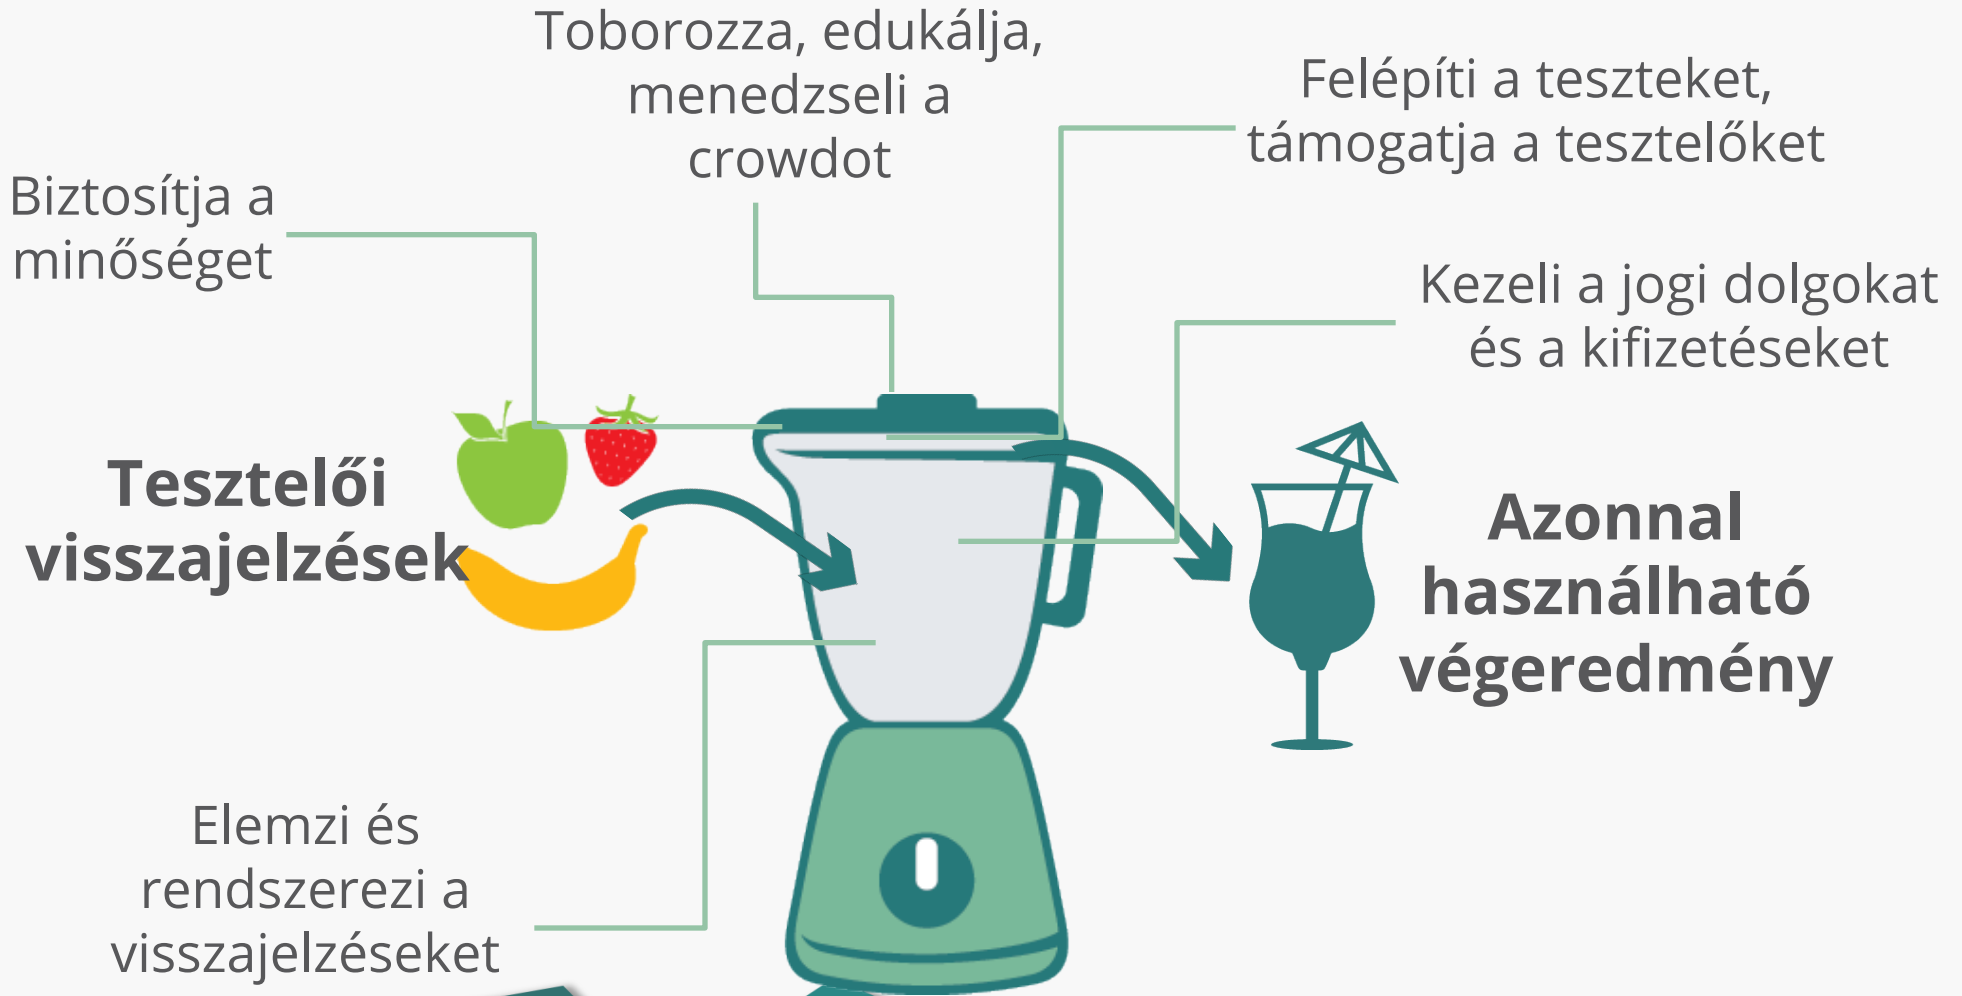 Toborozza, edukálja,
menedzseli a
crowdot
Felépíti a teszteket,
támogatja a tesztelőket
Biztosítja a
minőséget
Kezeli a jogi dolgokat
és a kifizetéseket
Tesztelői
visszajelzések
Azonnal
használható
végeredmény
Elemzi és
rendszerezi a
visszajelzéseket